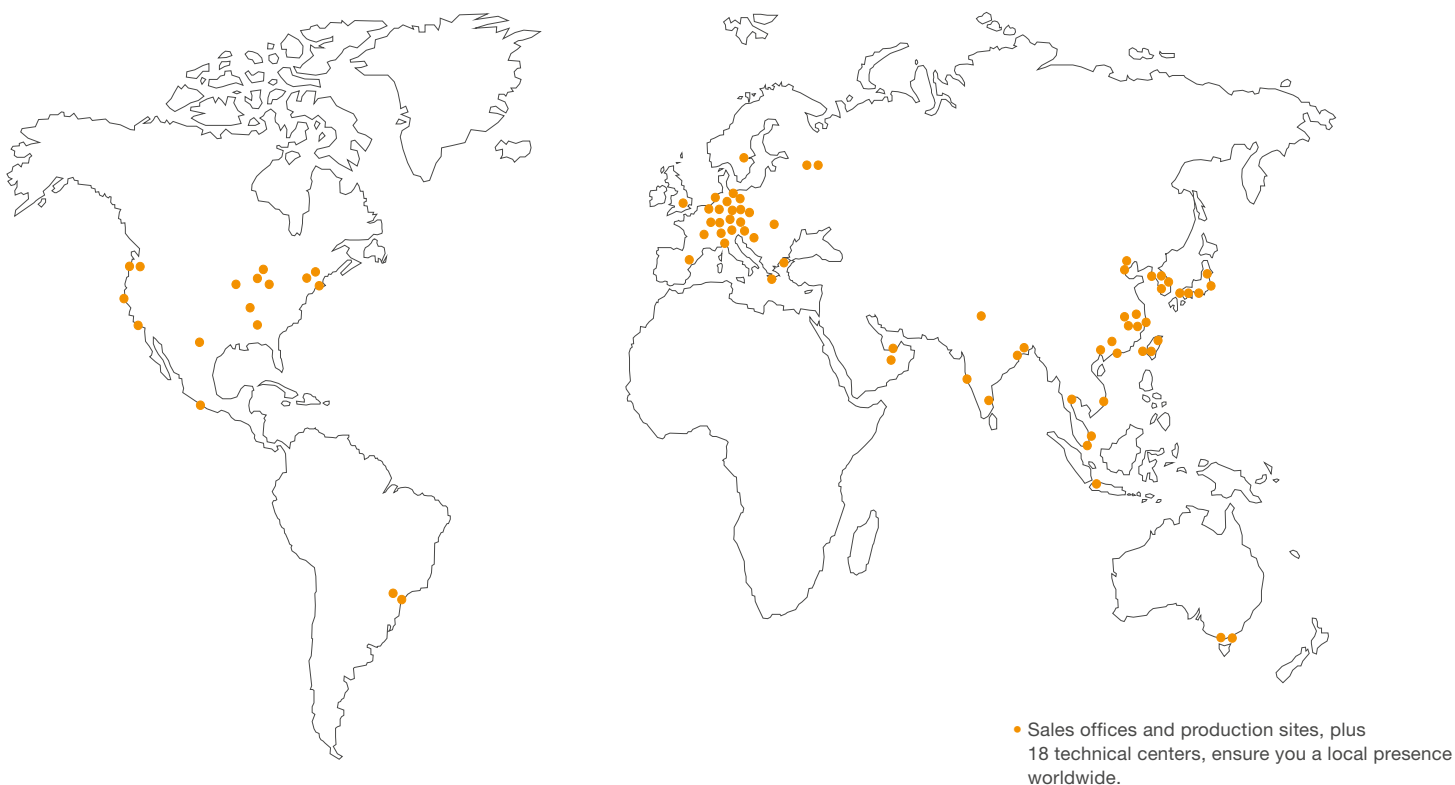 Sales offices and production sites, plus
18 technical centers, ensure you a local presence
worldwide.